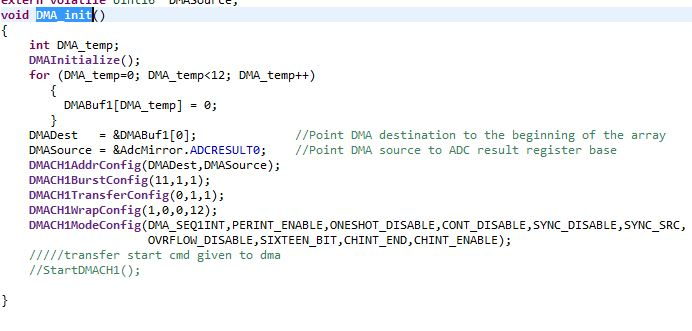 extern volatile Uint16 *DMASource;
void DMA_init()
{
int DMA_temp;
DMAInitialize();
for (DMA_temp=0; DMA_temp<12; DMA_temp++)
{
DMABuf1[DMA_temp] = 0;
}
DMADest = &DMABuf1[0]; //Point DMA destination to the beginning of the array
DMASource = &AdcMirror.ADCRESULT0; //Point DMA source to ADC result register base
DMACH1AddrConfig(DMADest,DMASource);
DMACH1BurstConfig(11,1,1);
DMACH1TransferConfig(0,1,1);
DMACH1WrapConfig(1,0,0,12);
DMACH1ModeConfig(DMA_SEQ1INT,PERINT_ENABLE,ONESHOT_DISABLE,CONT_DISABLE,SYNC_DISABLE,SYNC_SRC,
OVRFLOW_DISABLE,SIXTEEN_BIT,CHINT_END,CHINT_ENABLE);
/////transfer start cmd given to dma
//StartDMACH1();
}